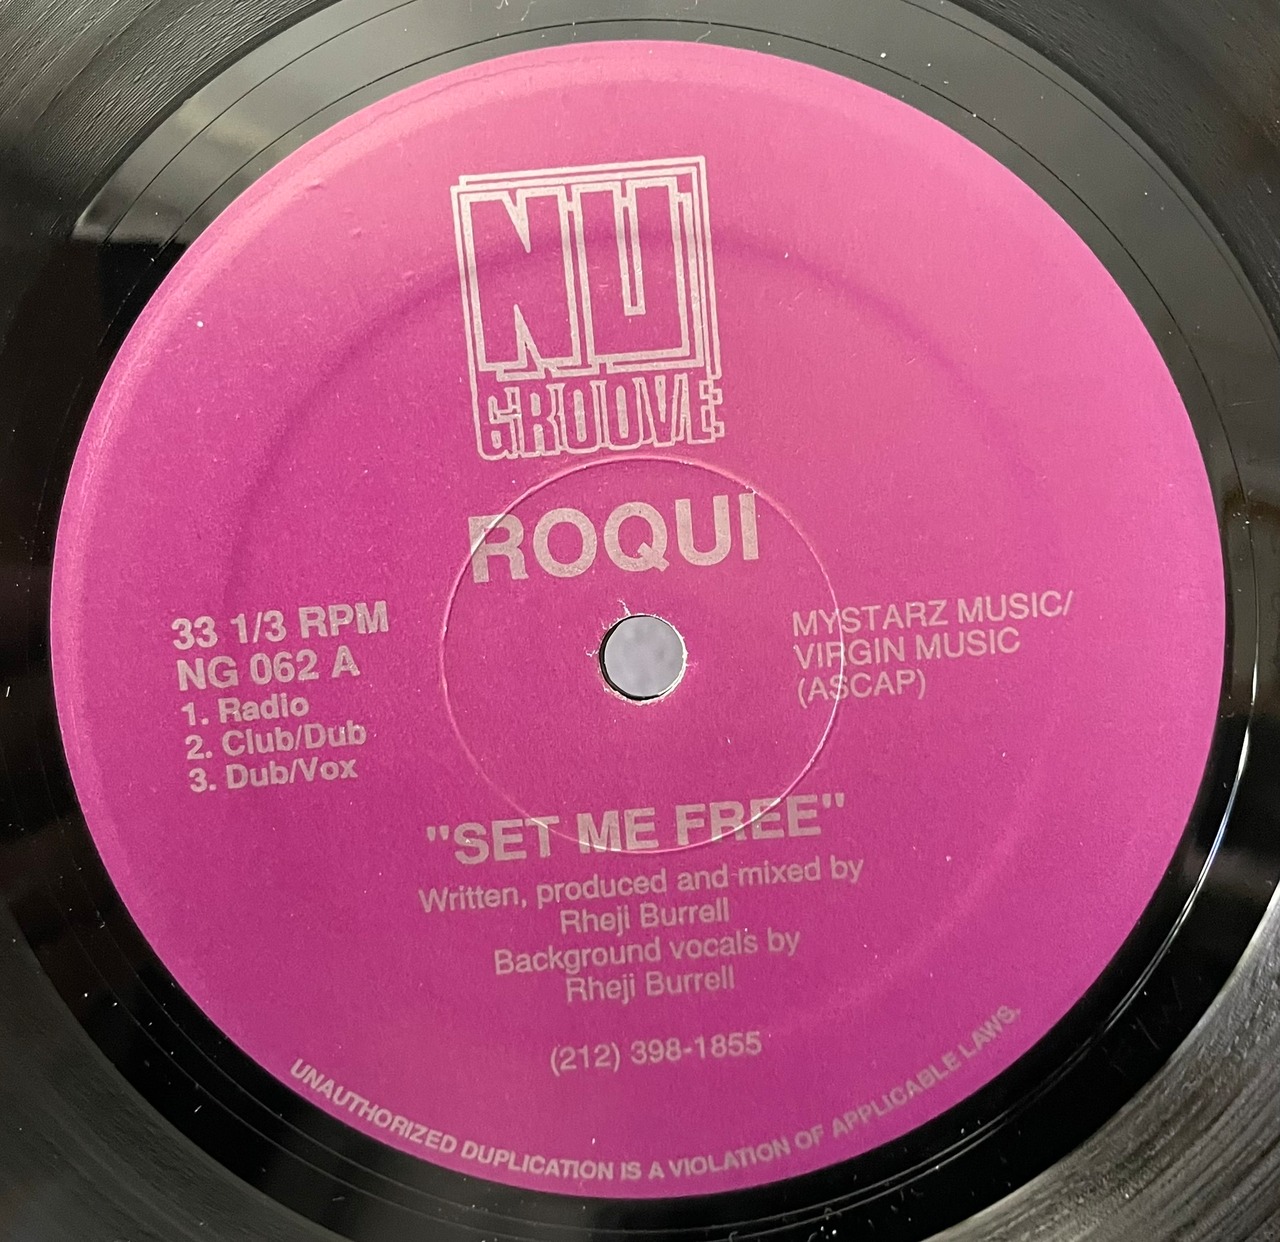 NU
GROOVE
ROQUI
33 1/3 RPM
NG 062 A
1. Radio
2. Club/Dub
3. Dub/Vox
MYSTARZ MUSIC/
VIRGIN MUSIC
(ASCAP)
"SET ME FREE"
Written, produced and mixed by
Rheji Burrell
Background vocals by
Rheji Burrell
(212) 398-1855
UNAUTHORIZED DUPLICATION IS A VIOLATION OF APPLICABLE LAWS.